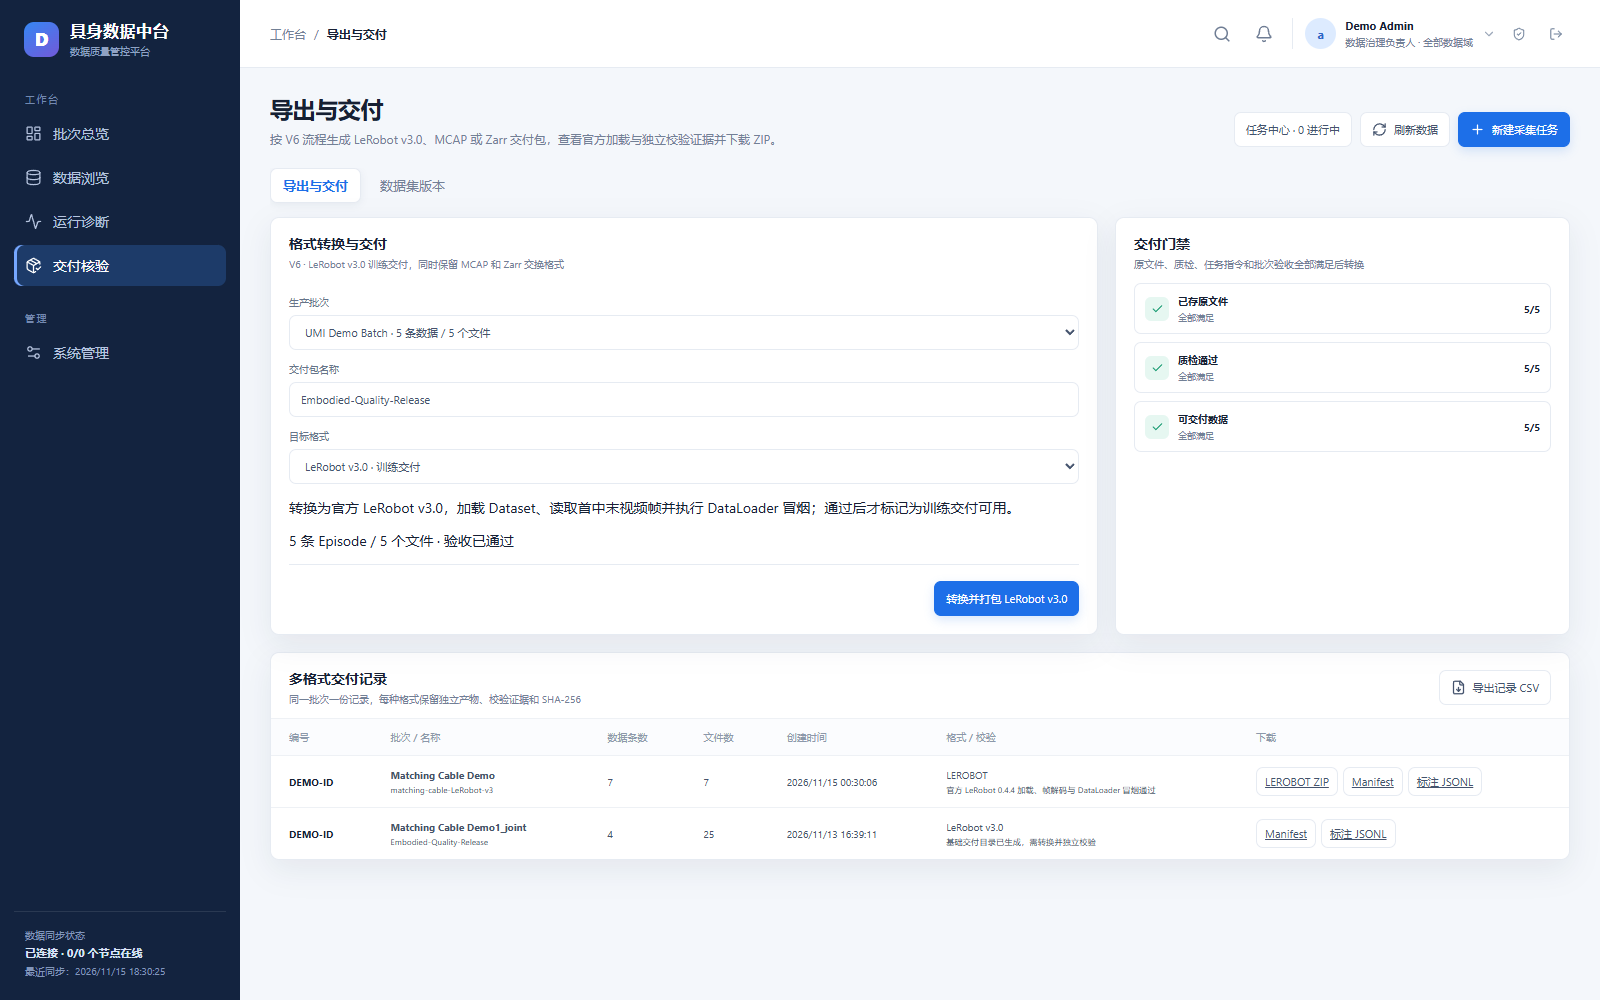 D
具身数据中台
数据质量管控平台
工作台
批次总览
数据浏览
运行诊断
交付核验
管理
系统管理
数据同步状态
已连接 · 0/0 个节点在线
最近同步：2026/11/15 18:30:25
工作台 / 导出与交付
a
Demo Admin
数据治理负责人 · 全部数据域
导出与交付
按 V6 流程生成 LeRobot v3.0、MCAP 或 Zarr 交付包，查看官方加载与独立校验证据并下载 ZIP。
任务中心 · 0 进行中
刷新数据
新建采集任务
导出与交付
数据集版本
格式转换与交付
V6 · LeRobot v3.0 训练交付，同时保留 MCAP 和 Zarr 交换格式
生产批次
UMI Demo Batch · 5 条数据 / 5 个文件
交付包名称
Embodied-Quality-Release
目标格式
LeRobot v3.0 · 训练交付
转换为官方 LeRobot v3.0，加载 Dataset、读取首中末视频帧并执行 DataLoader 冒烟；通过后才标记为训练交付可用。
5 条 Episode / 5 个文件 · 验收已通过
转换并打包 LeRobot v3.0
交付门禁
原文件、质检、任务指令和批次验收全部满足后转换
已存原文件
全部满足
5/5
质检通过
全部满足
5/5
可交付数据
全部满足
5/5
多格式交付记录
同一批次一份记录，每种格式保留独立产物、校验证据和 SHA-256
导出记录 CSV
编号 批次 / 名称 数据条数 文件数 创建时间 格式 / 校验 下载
DEMO-ID
Matching Cable Demo
matching-cable-LeRobot-v3
7
7
2026/11/15 00:30:06
LEROBOT
官方 LeRobot 0.4.4 加载、帧解码与 DataLoader 冒烟通过
LEROBOT ZIP
Manifest
标注 JSONL
DEMO-ID
Matching Cable Demo1_joint
Embodied-Quality-Release
4
25
2026/11/13 16:39:11
LeRobot v3.0
基础交付目录已生成，需转换并独立校验
Manifest
标注 JSONL